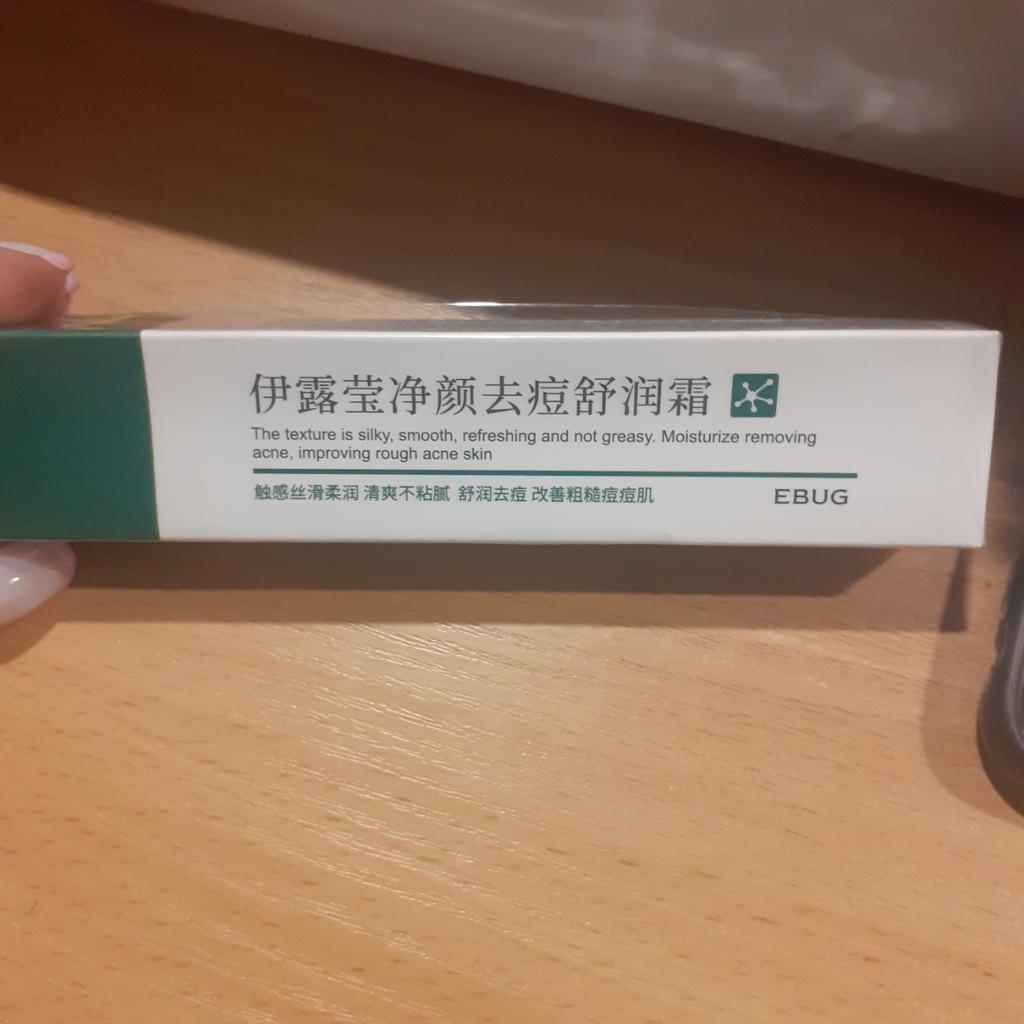 伊露莹净颜去痘舒润霜
The texture is silky, smooth, refreshing and not greasy. Moisturize removing
acne, improving rough acne skin
触感丝滑柔润 清爽不粘腻 舒润去痘 改善粗糙痘痘肌
EBUG